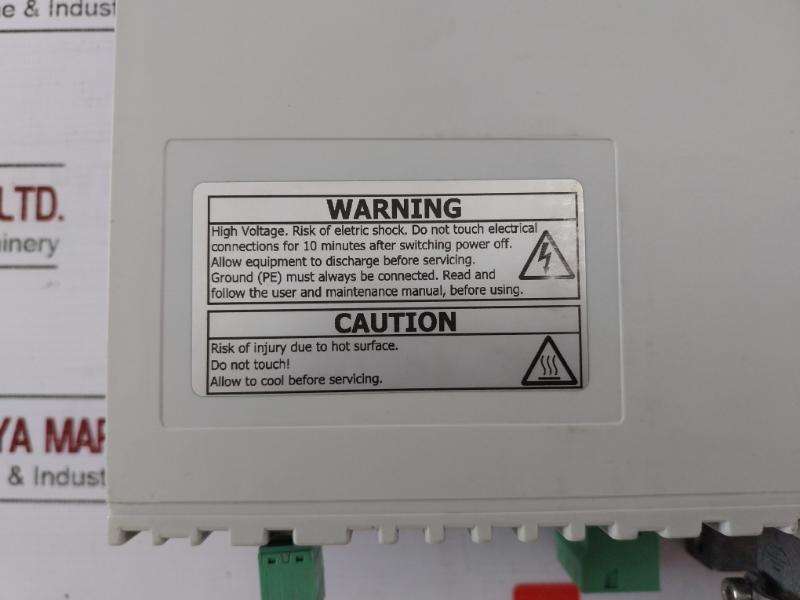 e & Indust
LTD.
hinery
YA MAR
& Indust
WARNING
High Voltage. Risk of eletric shock. Do not touch electrical
connections for 10 minutes after switching power off.
Allow equipment to discharge before servicing.
Ground (PE) must always be connected. Read and
follow the user and maintenance manual, before using.
CAUTION
Risk of injury due to hot surface.
Do not touch!
Allow to cool before servicing.